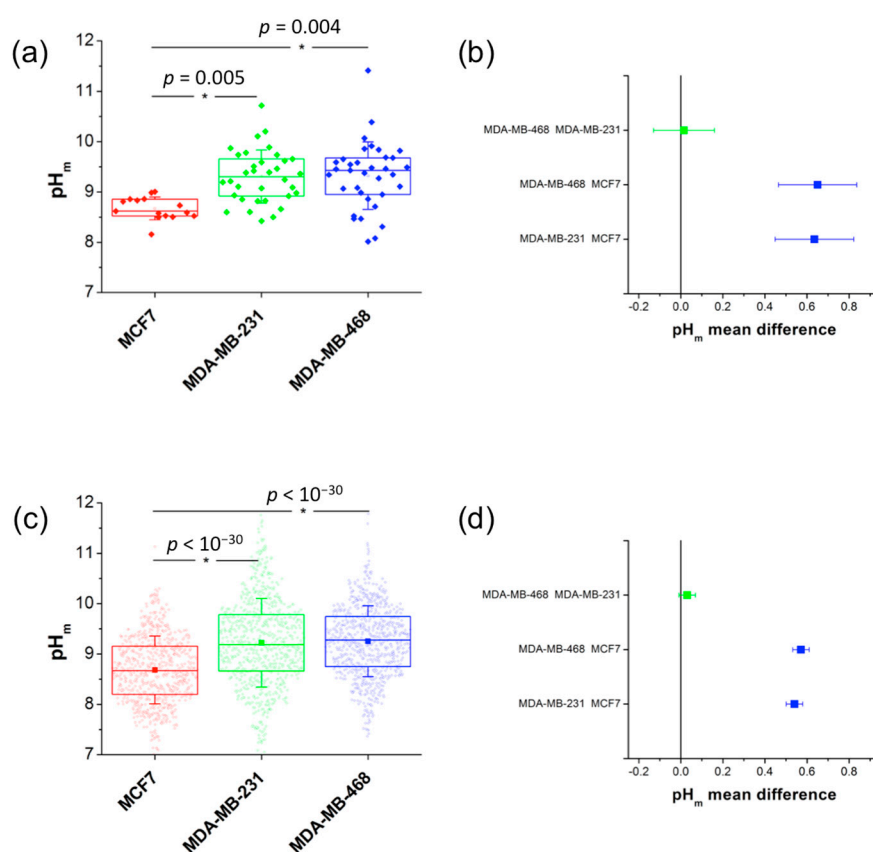 (a)
p = 0.004
*
p = 0.005
*
12
11
10
9
8
7
pHm
MCF7
MDA-MB-231
MDA-MB-468
(b)
MDA-MB-468 MDA-MB-231
MDA-MB-468 MCF7
MDA-MB-231 MCF7
-0.2 0.0 0.2 0.4 0.6 0.8
pHm mean difference
(c)
p < 10⁻³⁰
*
p < 10⁻³⁰
*
12
11
10
9
8
7
pHm
MCF7
MDA-MB-231
MDA-MB-468
(d)
MDA-MB-468 MDA-MB-231
MDA-MB-468 MCF7
MDA-MB-231 MCF7
-0.2 0.0 0.2 0.4 0.6 0.8
pHm mean difference